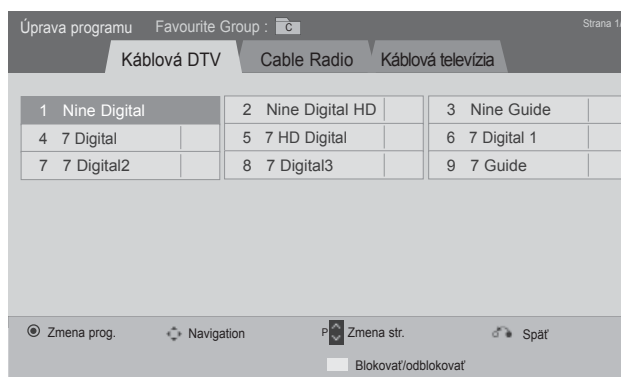 Úprava programu Favourite Group : C Strana 1/
Káblová DTV Cable Radio Káblová televízia
1 Nine Digital 2 Nine Digital HD 3 Nine Guide
4 7 Digital 5 7 HD Digital 6 7 Digital 1
7 7 Digital2 8 7 Digital3 9 7 Guide
Zmena prog. Navigation P Zmena str. Späť
Blokovať/odblokovať